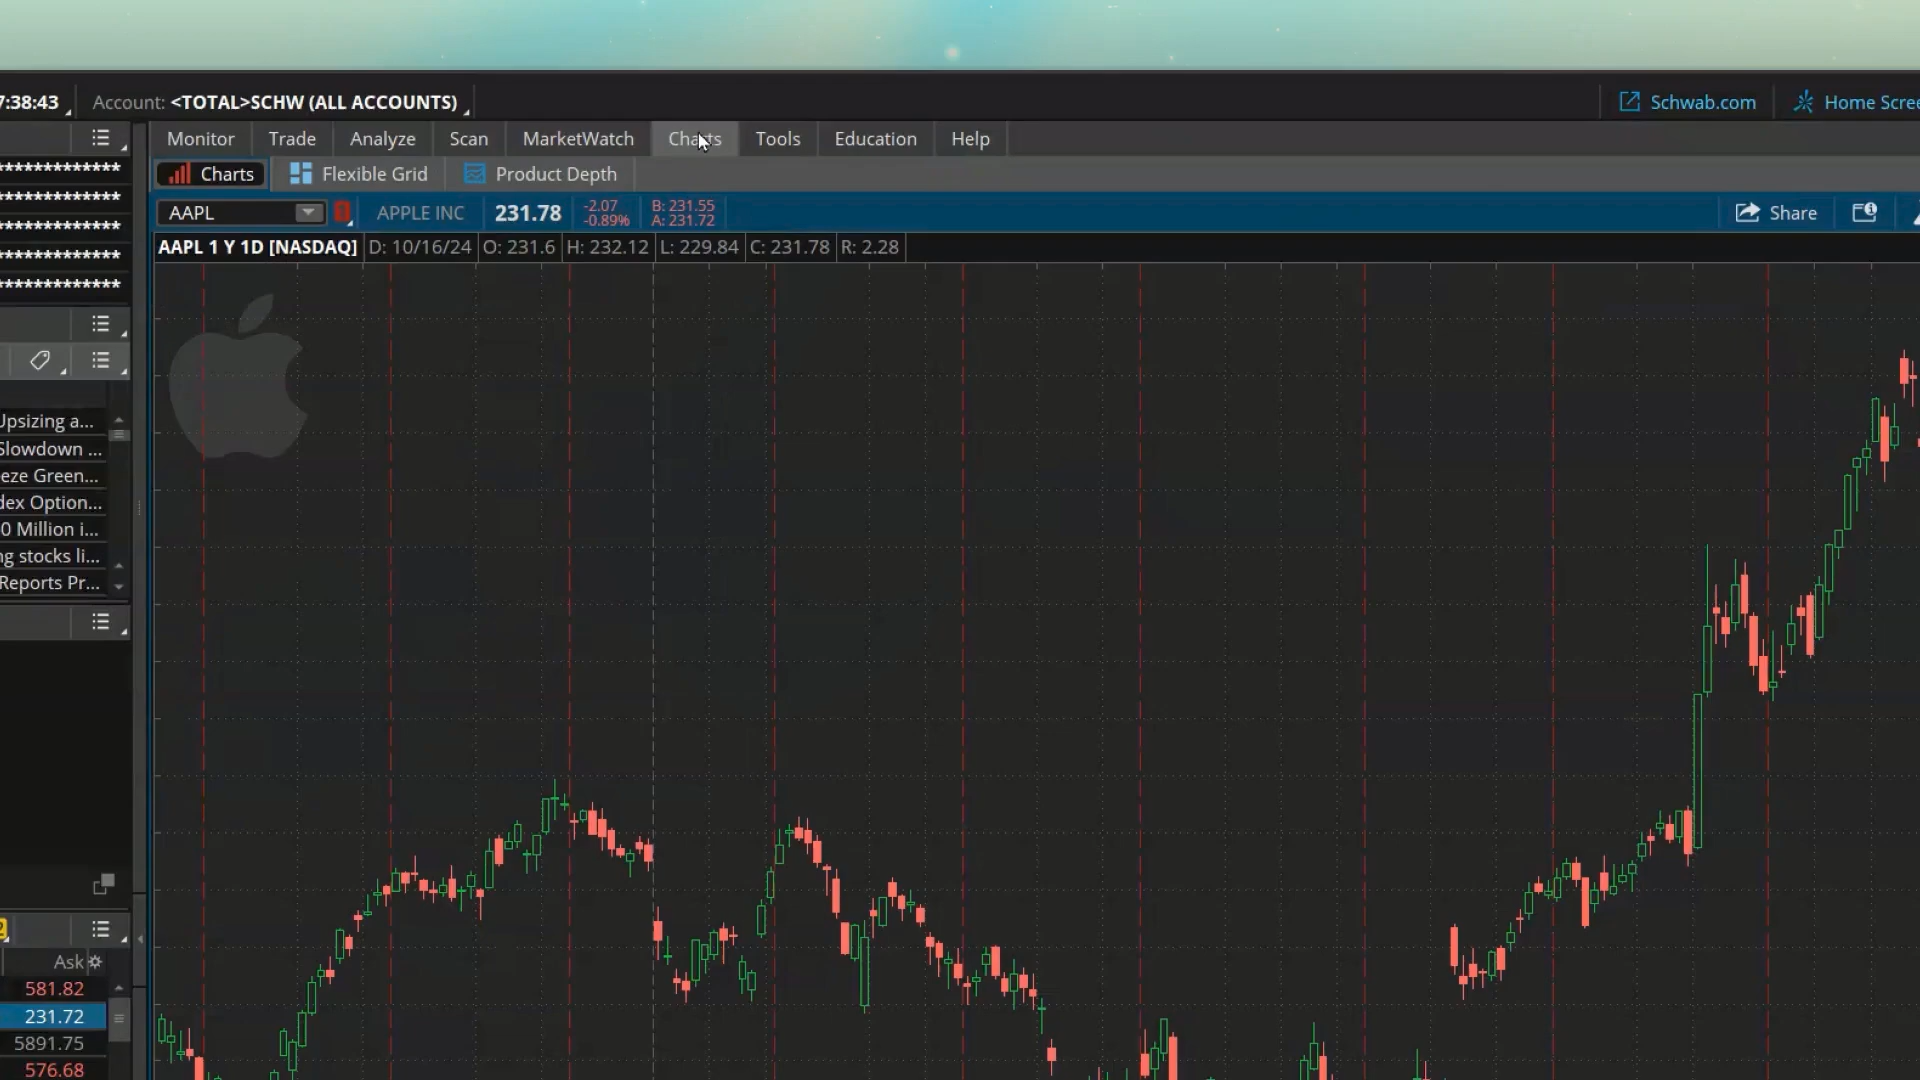 7:38:43 Account: <TOTAL>SCHW (ALL ACCOUNTS) Schwab.com Home Scree
Monitor Trade Analyze Scan MarketWatch Charts Tools Education Help
Charts Flexible Grid Product Depth
AAPL APPLE INC 231.78 -2.07 -0.89% B: 231.55 A: 231.72 Share
AAPL 1 Y 1D [NASDAQ] D: 10/16/24 O: 231.6 H: 232.12 L: 229.84 C: 231.78 R: 2.28
*************
*************
*************
*************
*************
Upsizing a...
Slowdown ...
eze Green...
dex Option...
0 Million i...
ng stocks li...
Reports Pr...
Ask
581.82
231.72
5891.75
576.68